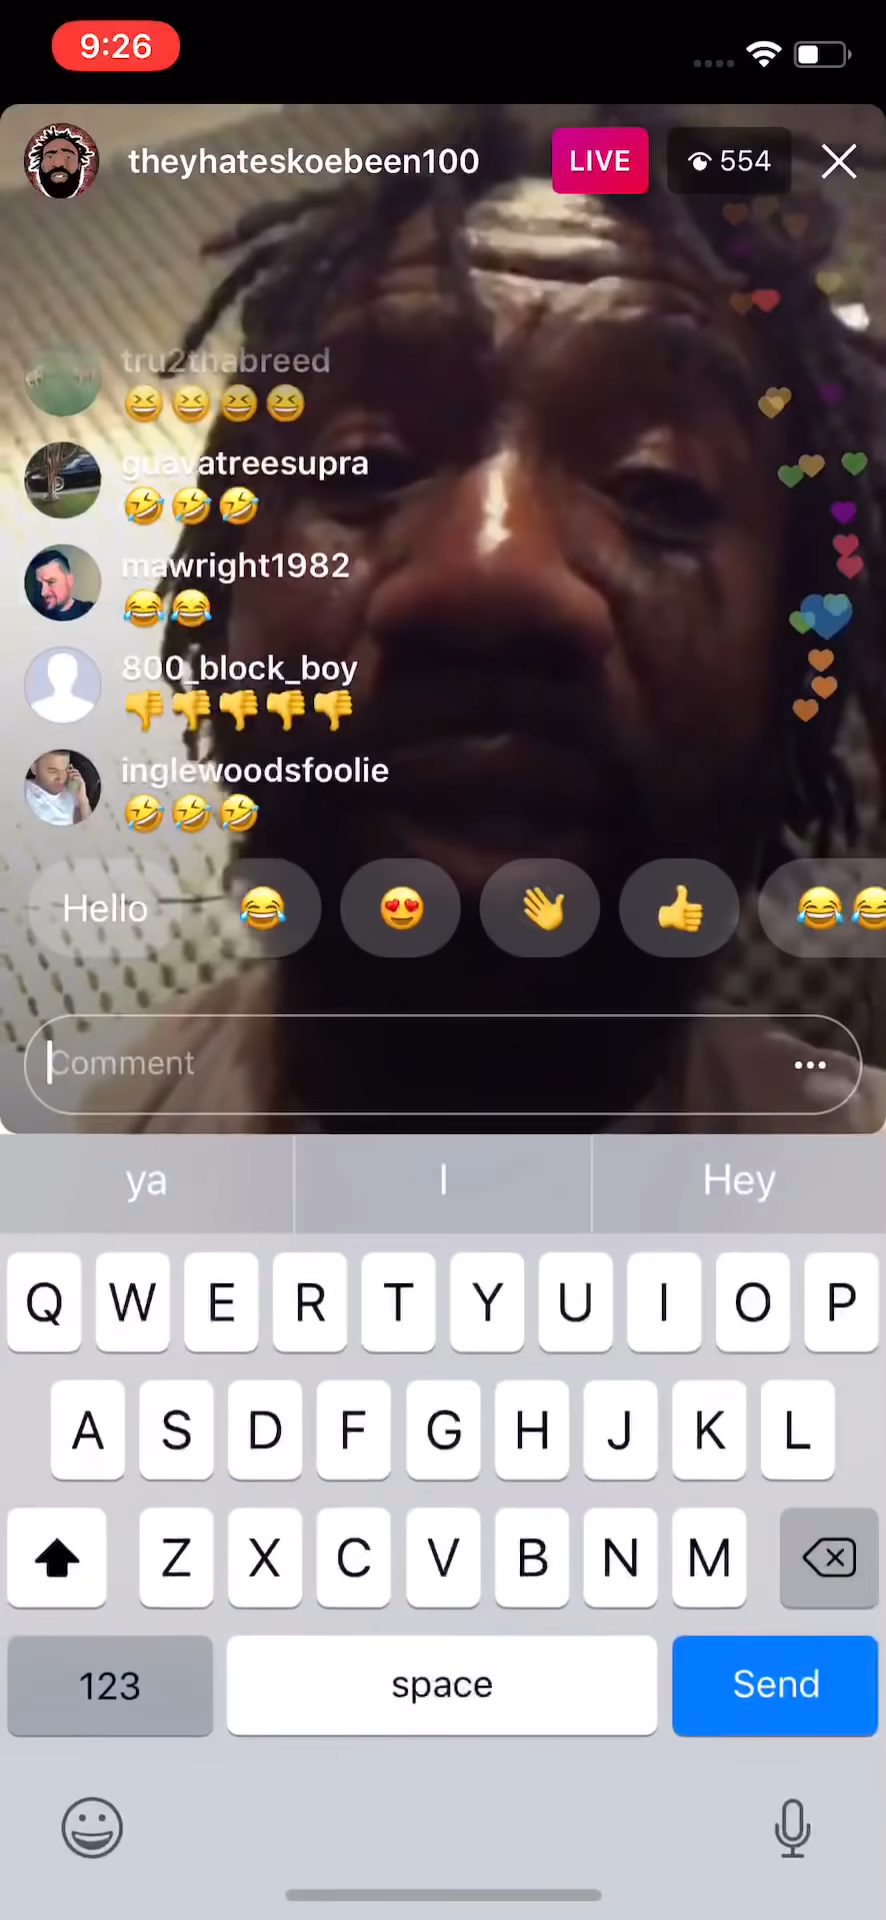 9:26
theyhateskoebeen100 LIVE 554
tru2thabreed
😆😆😆😆
guavatreesupra
🤣🤣🤣
mawright1982
😂😂
800_block_boy
👎👎👎👎👎
inglewoodsfoolie
🤣🤣🤣
Hello 😂 😍 👋 👍 😂😂
Comment
ya I Hey
Q W E R T Y U I O P
A S D F G H J K L
Z X C V B N M
123 space Send